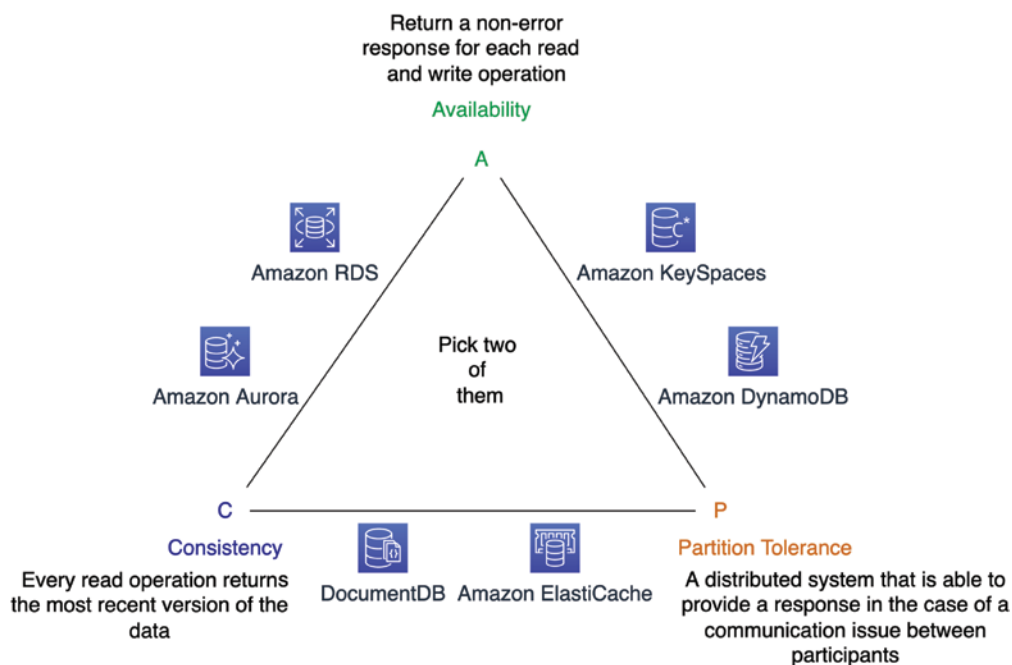 Return a non-error
response for each read
and write operation
Availability
A
Amazon RDS
C*
Amazon KeySpaces
Amazon Aurora
Pick two
of
them
Amazon DynamoDB
C
P
Consistency
Partition Tolerance
{}
DocumentDB
Amazon ElastiCache
Every read operation returns
the most recent version of the
data
A distributed system that is able to
provide a response in the case of a
communication issue between
participants